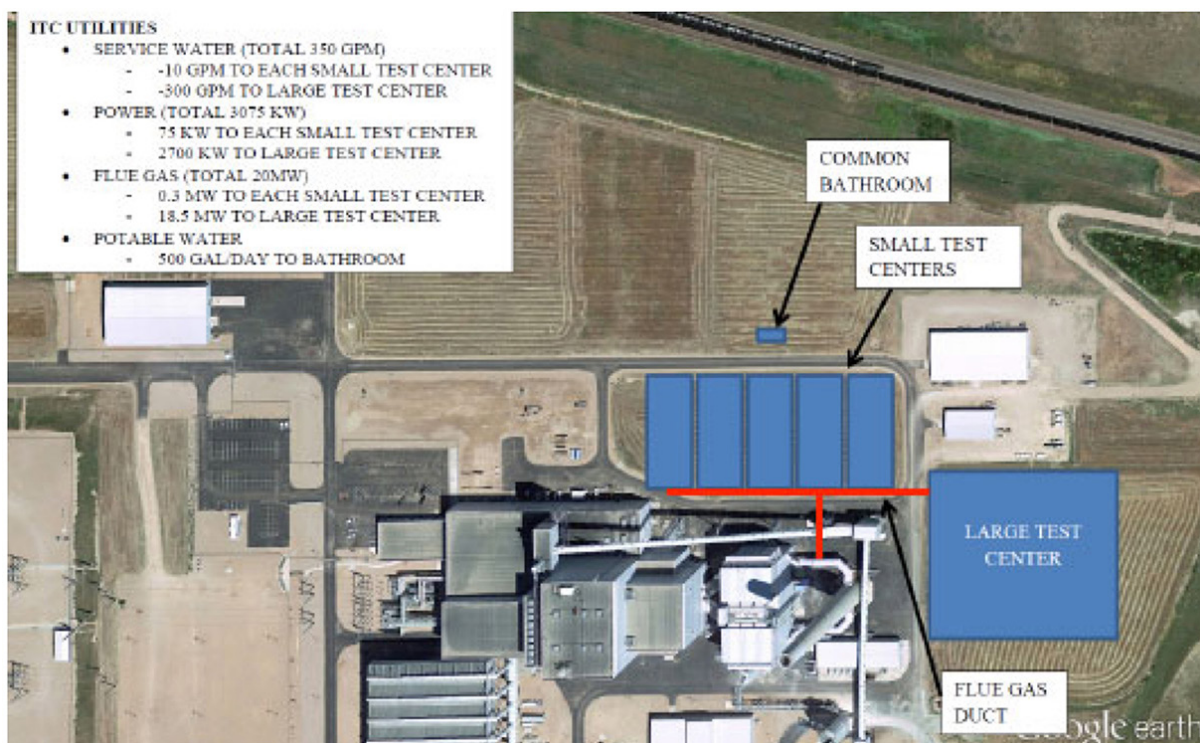 ITC UTILITIES
• SERVICE WATER (TOTAL 350 GPM)
- -10 GPM TO EACH SMALL TEST CENTER
- -300 GPM TO LARGE TEST CENTER
• POWER (TOTAL 3075 KW)
- 75 KW TO EACH SMALL TEST CENTER
- 2700 KW TO LARGE TEST CENTER
• FLUE GAS (TOTAL 20MW)
- 0.3 MW TO EACH SMALL TEST CENTER
- 18.5 MW TO LARGE TEST CENTER
• POTABLE WATER
- 500 GAL/DAY TO BATHROOM
COMMON
BATHROOM
SMALL TEST
CENTERS
LARGE TEST
CENTER
FLUE GAS
DUCT
Google earth